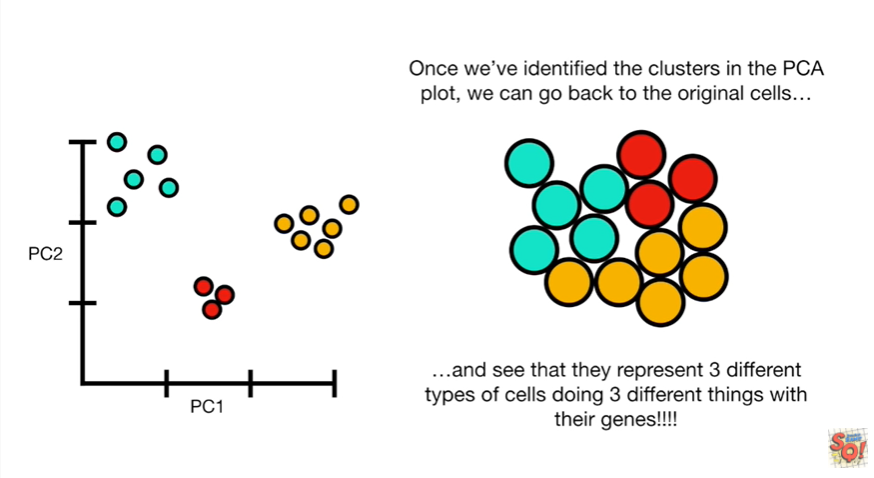 Once we've identified the clusters in the PCA
plot, we can go back to the original cells…
PC2
PC1
…and see that they represent 3 different
types of cells doing 3 different things with
their genes!!!!
SQ!